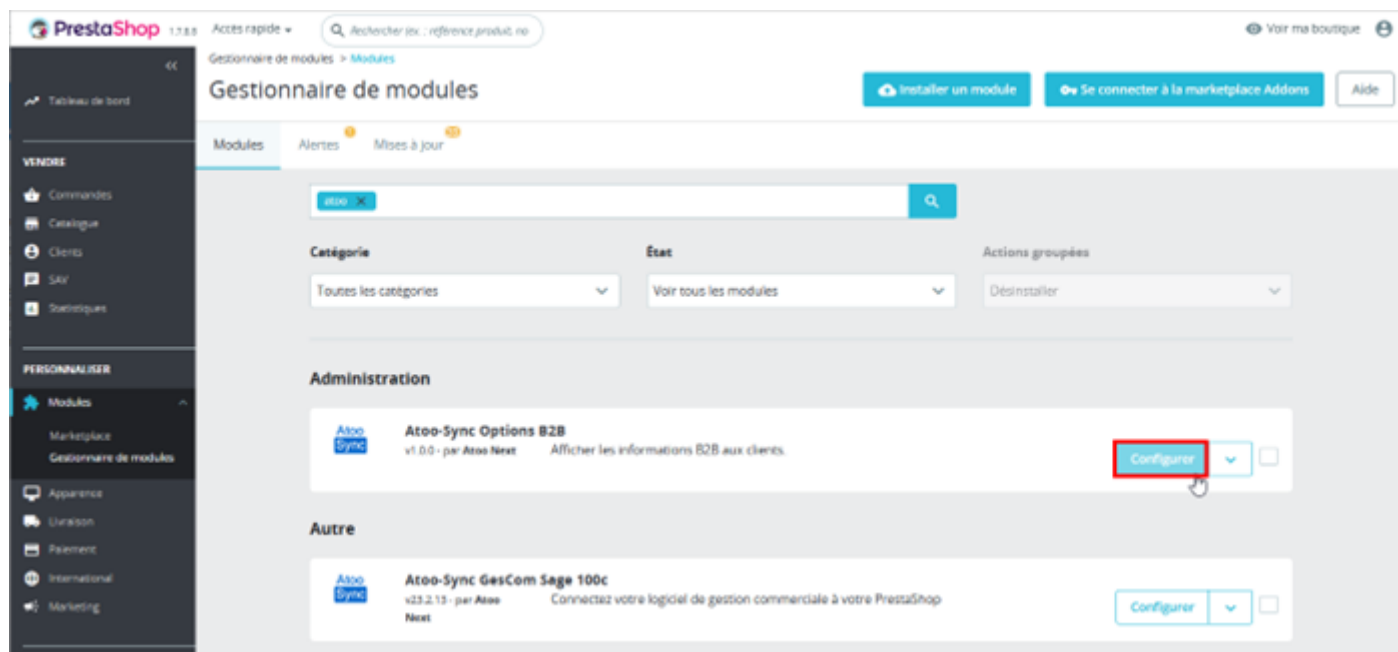 PrestaShop 1.7.8.0 Accès rapide Rechercher (ex. : référence produit, no Voir ma boutique
Gestionnaire de modules > Modules
Gestionnaire de modules
Installer un module
Se connecter à la marketplace Addons
Aide
Modules Alertes Mises à jour
Tableau de bord
VENDRE
Commandes
Catalogue
Clients
SAV
Statistiques
PERSONNALISER
Modules
Marketplace
Gestionnaire de modules
Apparence
Livraison
Paiement
International
Marketing
atoo
Catégorie État Actions groupées
Toutes les catégories Voir tous les modules Désinstaller
Administration
Atoo-Sync
Atoo-Sync Options B2B
v1.0.0 - par Atoo Next Afficher les informations B2B aux clients.
Configurer
Autre
Atoo-Sync
Atoo-Sync GesCom Sage 100c
v23.2.13 - par Atoo Next Connectez votre logiciel de gestion commerciale à votre PrestaShop
Configurer